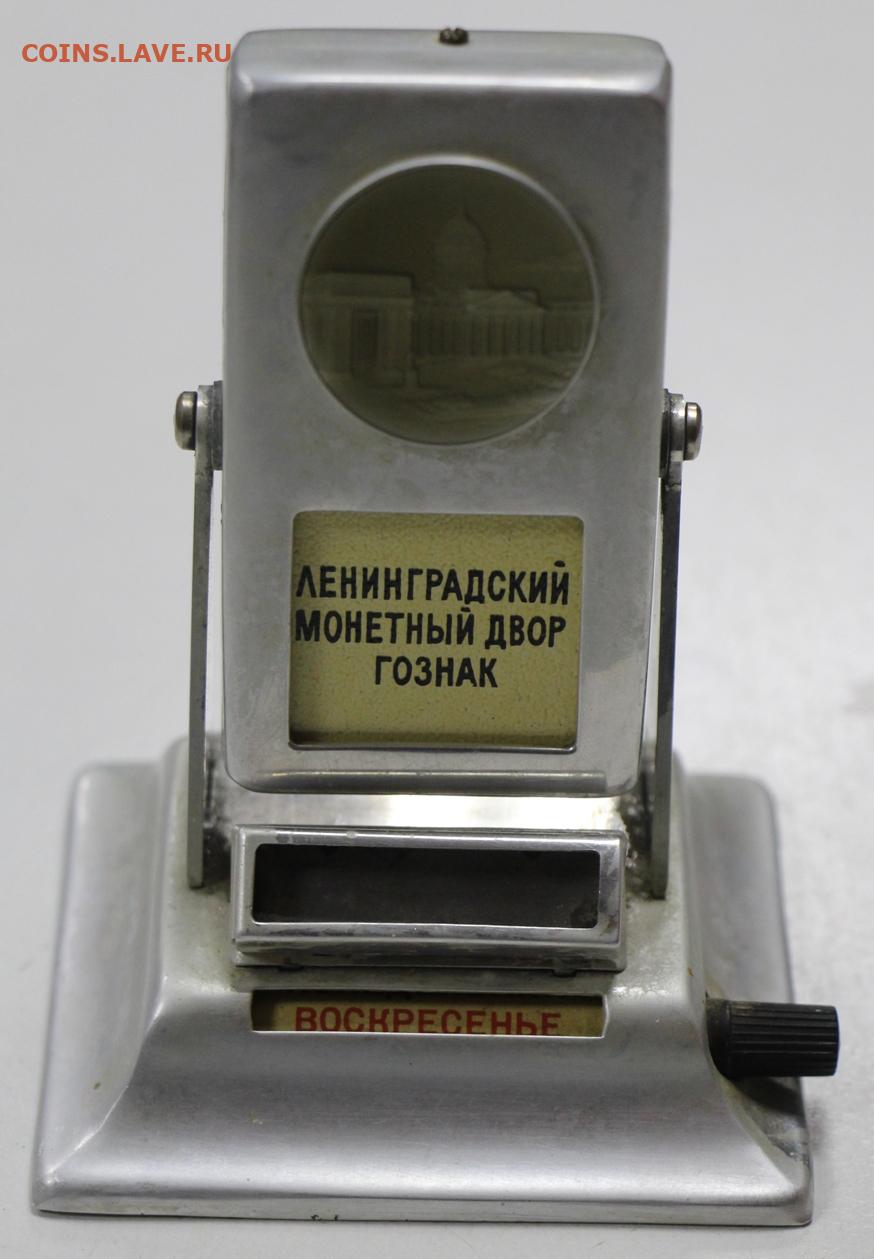 COINS.LAVE.RU
ЛЕНИНГРАДСКИЙ
МОНЕТНЫЙ ДВОР
ГОЗНАК
ВОСКРЕСЕНЬЕ